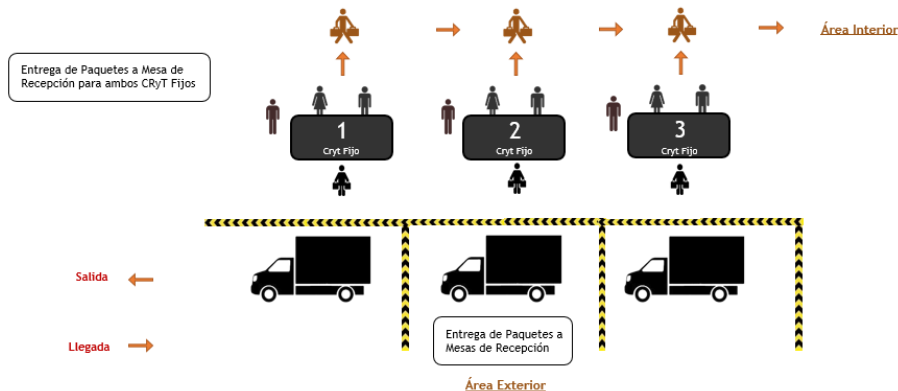 Área Interior
Entrega de Paquetes a Mesa de
Recepción para ambos CRyT Fijos
1
Cryt Fijo
2
Cryt Fijo
3
Cryt Fijo
Salida
Llegada
Entrega de Paquetes a
Mesas de Recepción
Área Exterior